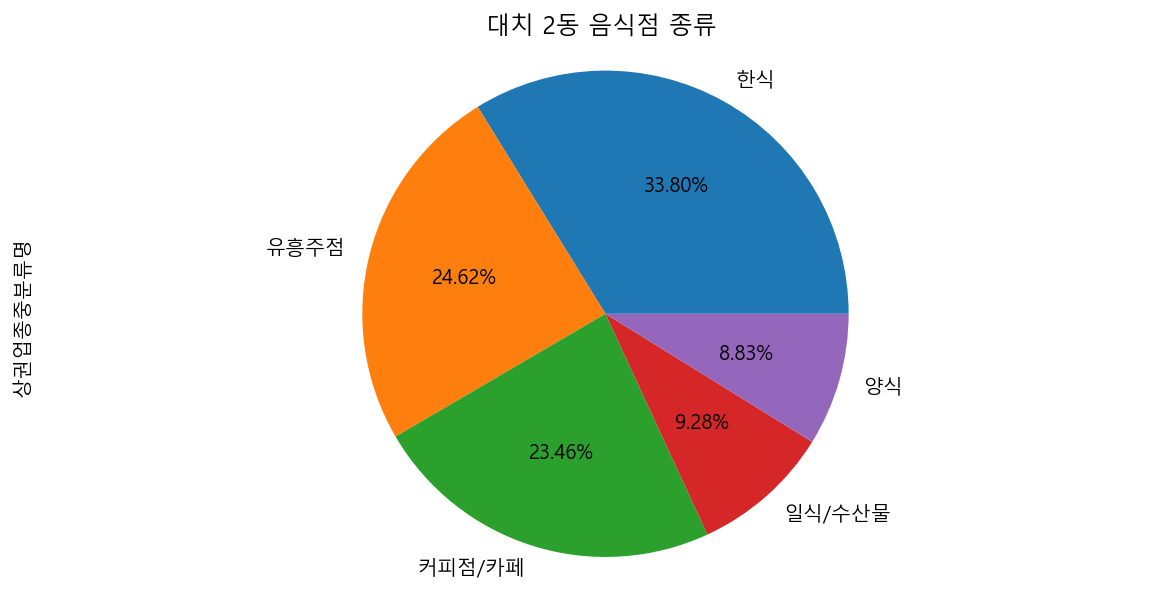 대치 2동 음식점 종류
한식
33.80%
유흥주점
24.62%
상권업종중분류명
8.83%
양식
9.28%
23.46%
일식/수산물
커피점/카페